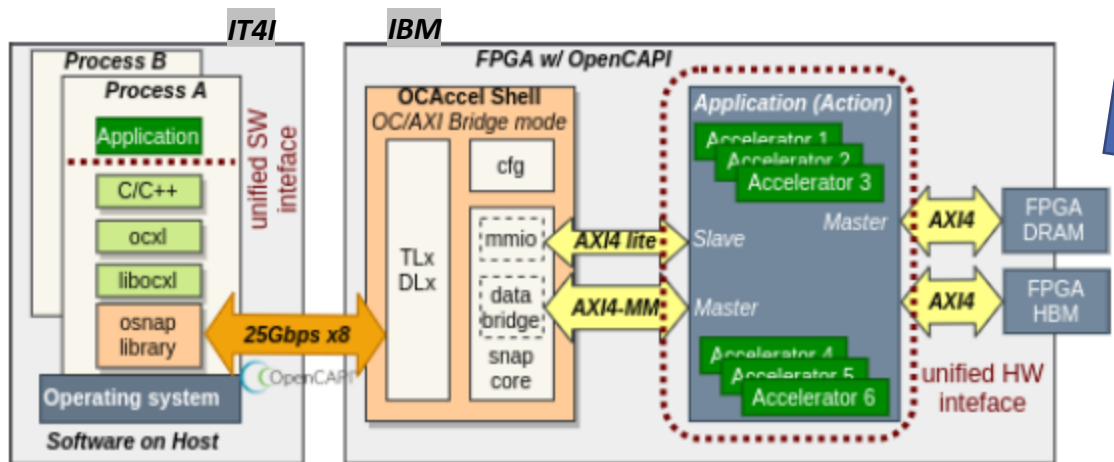 IT4I
IBM
Process B
Process A
Application
C/C++
ocxl
libocxl
osnap
library
Operating system
Software on Host
unified SW
inteface
25Gbps x8
OpenCAPI
FPGA w/ OpenCAPI
OCAccel Shell
OC/AXI Bridge mode
TLx
DLx
cfg
mmio
data
bridge
snap
core
AXI4 lite
AXI4-MM
Application (Action)
Accelerator 1
Accelerator 2
Accelerator 3
Master
Slave
Master
Accelerator 4
Accelerator 5
Accelerator 6
AXI4
FPGA
DRAM
AXI4
FPGA
HBM
unified HW
inteface